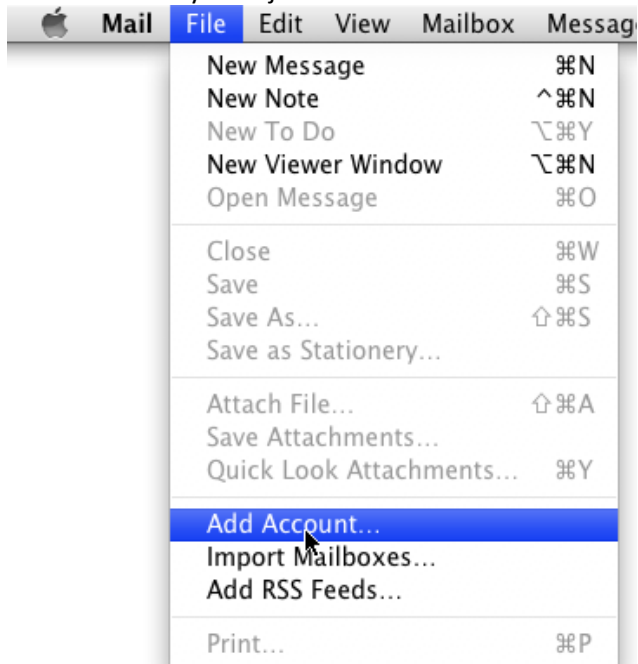 Mail File Edit View Mailbox Messag
New Message ⌘N
New Note ^⌘N
New To Do ⌥⌘Y
New Viewer Window ⌥⌘N
Open Message ⌘O
Close ⌘W
Save ⌘S
Save As... ⇧⌘S
Save as Stationery...
Attach File... ⇧⌘A
Save Attachments...
Quick Look Attachments... ⌘Y
Add Account...
Import Mailboxes...
Add RSS Feeds...
Print... ⌘P